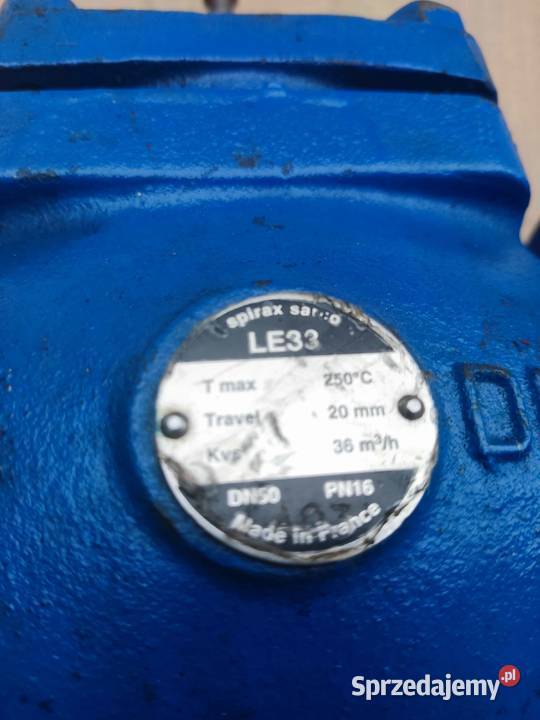 spirax sarco
LE33
T max 250°C
Travel 20 mm
Kvs 36 m³/h
DN50 PN16
Made in France
D
Sprzedajemy.pl